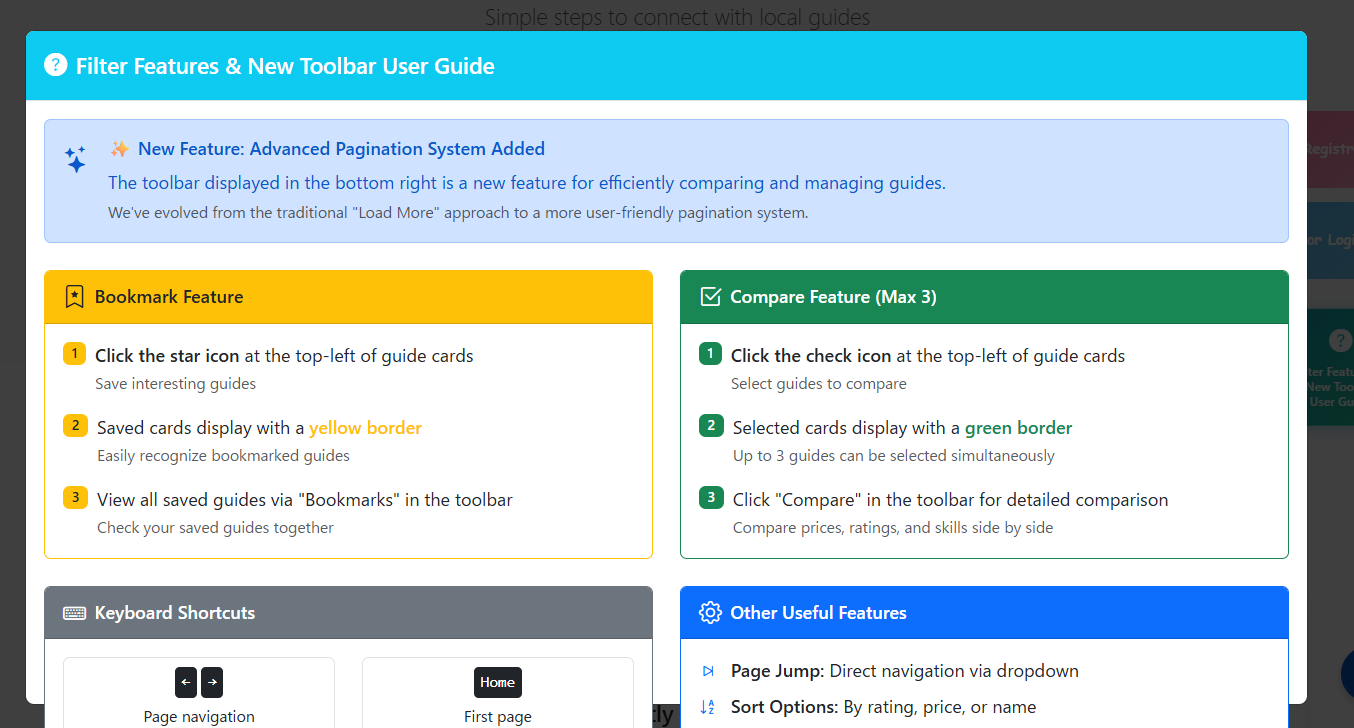 Simple steps to connect with local guides
Filter Features & New Toolbar User Guide
✨ New Feature: Advanced Pagination System Added
The toolbar displayed in the bottom right is a new feature for efficiently comparing and managing guides.
We've evolved from the traditional "Load More" approach to a more user-friendly pagination system.
Bookmark Feature
1 Click the star icon at the top-left of guide cards
Save interesting guides
2 Saved cards display with a yellow border
Easily recognize bookmarked guides
3 View all saved guides via "Bookmarks" in the toolbar
Check your saved guides together
Compare Feature (Max 3)
1 Click the check icon at the top-left of guide cards
Select guides to compare
2 Selected cards display with a green border
Up to 3 guides can be selected simultaneously
3 Click "Compare" in the toolbar for detailed comparison
Compare prices, ratings, and skills side by side
Keyboard Shortcuts
← →
Page navigation
Home
First page
Other Useful Features
Page Jump: Direct navigation via dropdown
Sort Options: By rating, price, or name
User Gu